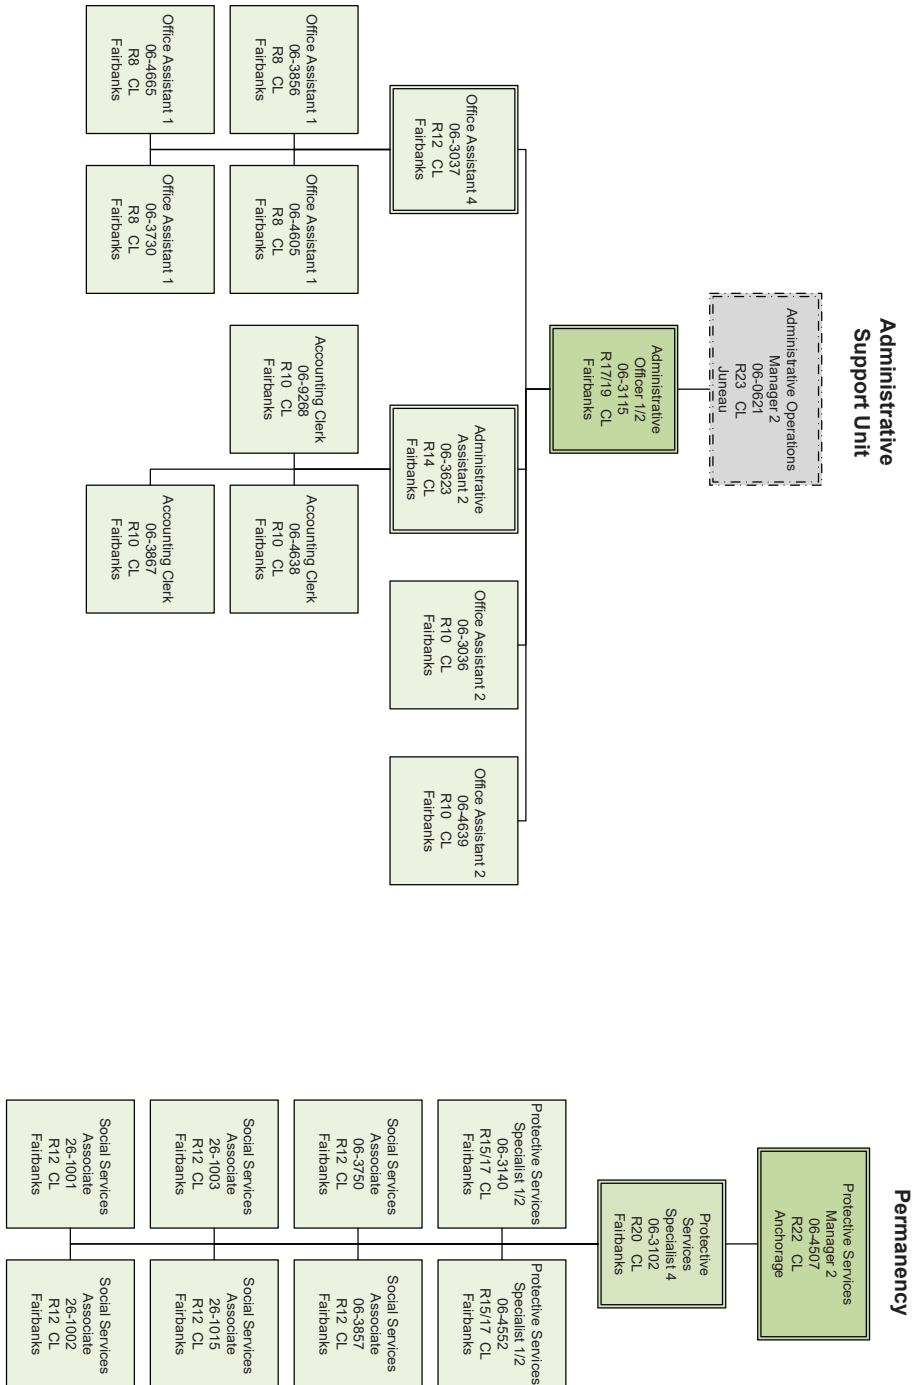 Administrative
Support Unit
Administrative Operations
Manager 2
06-0621
R23 CL
Juneau
Administrative
Officer 1/2
06-3115
R17/19 CL
Fairbanks
Office Assistant 4
06-3037
R12 CL
Fairbanks
Administrative
Assistant 2
06-3623
R14 CL
Fairbanks
Office Assistant 2
06-3036
R10 CL
Fairbanks
Office Assistant 2
06-4639
R10 CL
Fairbanks
Office Assistant 1
06-3856
R8 CL
Fairbanks
Office Assistant 1
06-4605
R8 CL
Fairbanks
Accounting Clerk
06-9268
R10 CL
Fairbanks
Accounting Clerk
06-4638
R10 CL
Fairbanks
Office Assistant 1
06-4665
R8 CL
Fairbanks
Office Assistant 1
06-3730
R8 CL
Fairbanks
Accounting Clerk
06-3867
R10 CL
Fairbanks
Permanency
Protective Services
Manager 2
06-4507
R22 CL
Anchorage
Protective
Services
Specialist 4
06-3102
R20 CL
Fairbanks
Protective Services
Specialist 1/2
06-3140
R15/17 CL
Fairbanks
Protective Services
Specialist 1/2
06-4552
R15/17 CL
Fairbanks
Social Services
Associate
06-3750
R12 CL
Fairbanks
Social Services
Associate
06-3857
R12 CL
Fairbanks
Social Services
Associate
26-1003
R12 CL
Fairbanks
Social Services
Associate
26-1015
R12 CL
Fairbanks
Social Services
Associate
26-1001
R12 CL
Fairbanks
Social Services
Associate
26-1002
R12 CL
Fairbanks